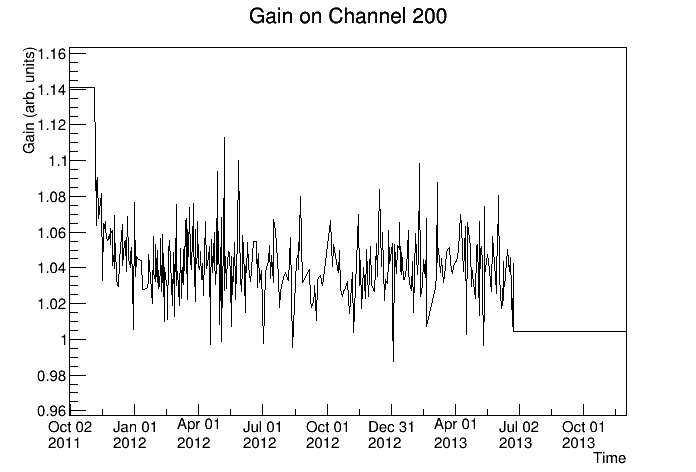 Gain on Channel 200
Gain (arb. units)
1.16
1.14
1.12
1.1
1.08
1.06
1.04
1.02
1
0.98
0.96
Oct 02
2011
Jan 01
2012
Apr 01
2012
Jul 01
2012
Oct 01
2012
Dec 31
2012
Apr 01
2013
Jul 02
2013
Oct 01
2013
Time